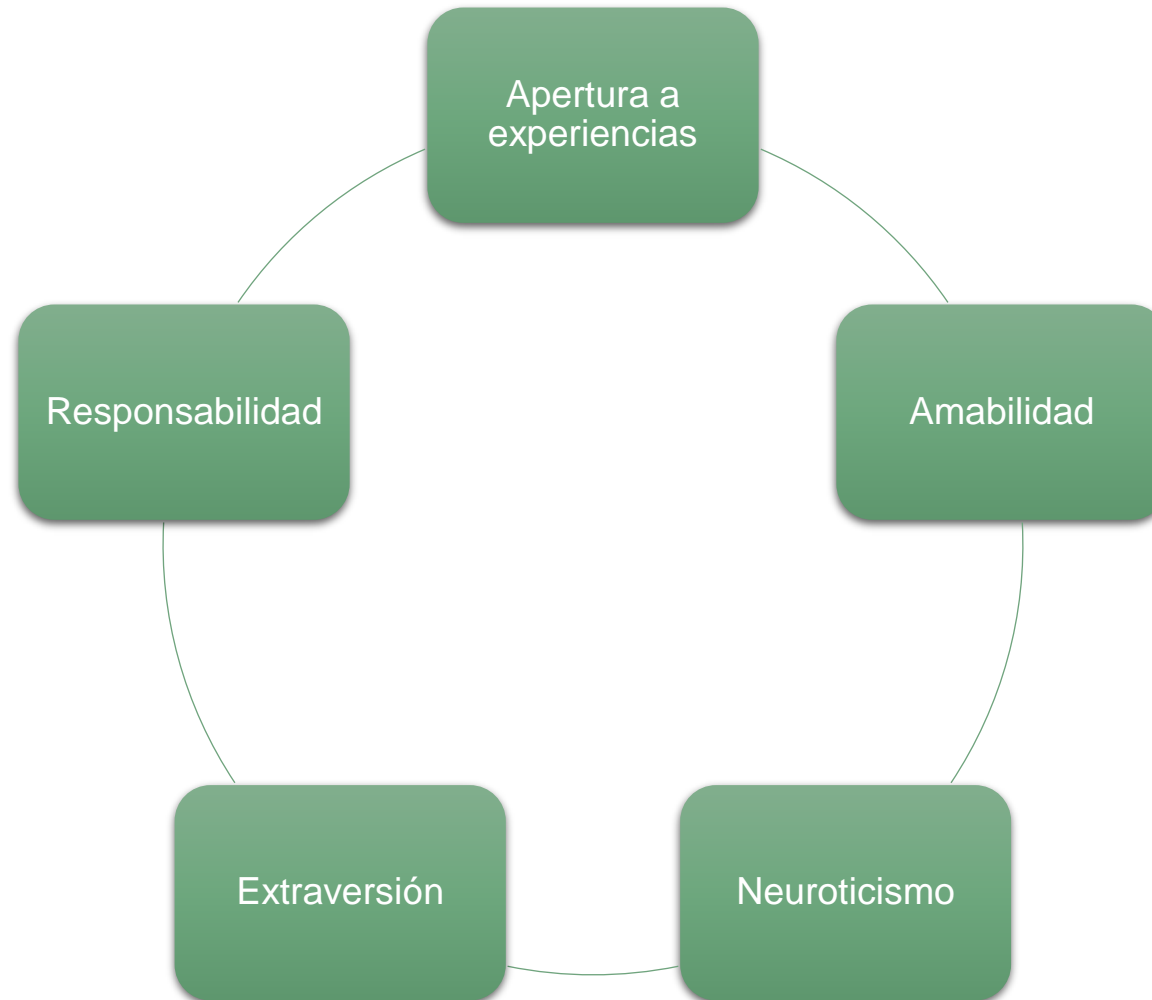 Apertura a
experiencias
Responsabilidad
Amabilidad
Extraversión
Neuroticismo